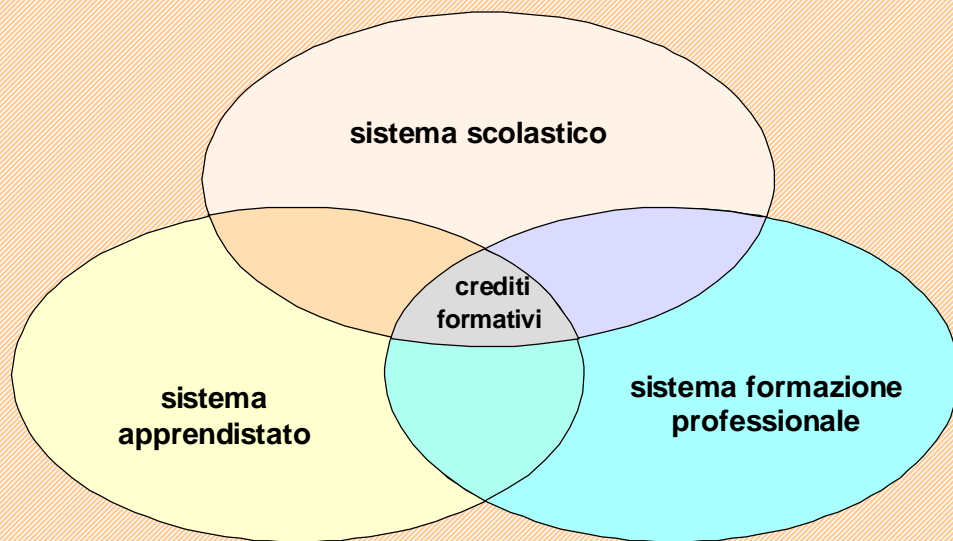 sistema scolastico
crediti
formativi
sistema
apprendistato
sistema formazione
professionale